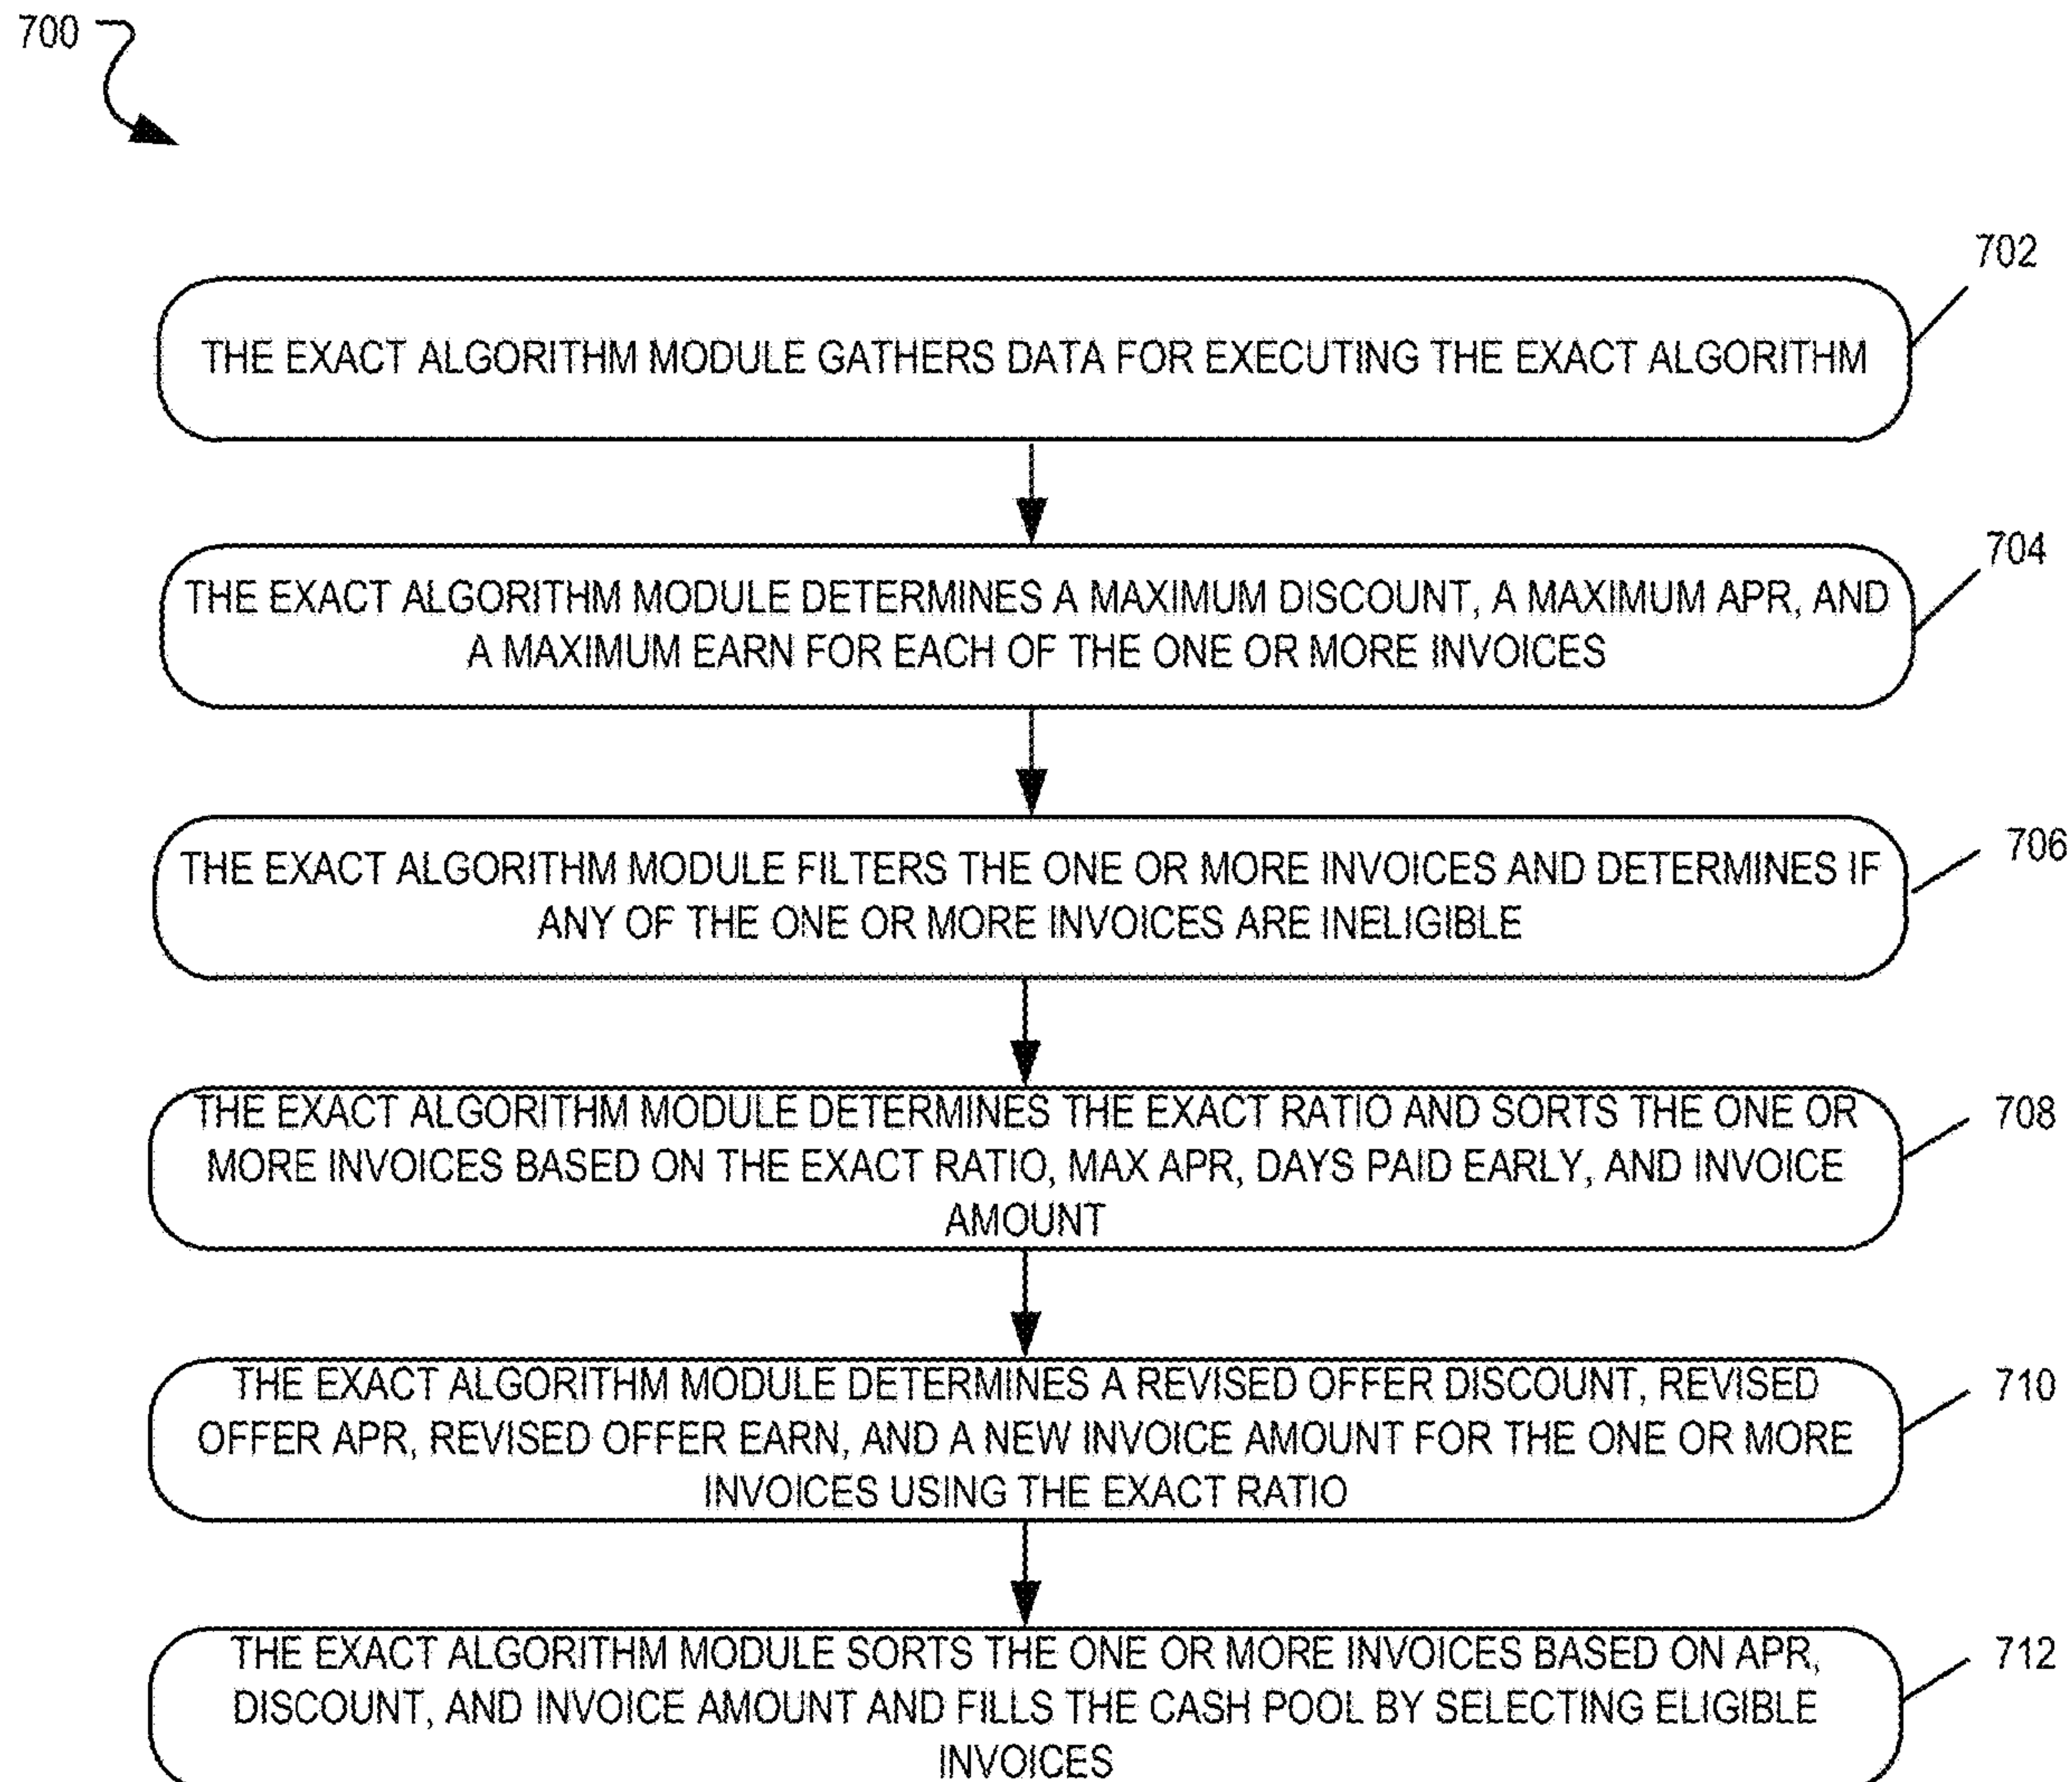 700
702
THE EXACT ALGORITHM MODULE GATHERS DATA FOR EXECUTING THE EXACT ALGORITHM
704
THE EXACT ALGORITHM MODULE DETERMINES A MAXIMUM DISCOUNT, A MAXIMUM APR, AND
A MAXIMUM EARN FOR EACH OF THE ONE OR MORE INVOICES
706
THE EXACT ALGORITHM MODULE FILTERS THE ONE OR MORE INVOICES AND DETERMINES IF
ANY OF THE ONE OR MORE INVOICES ARE INELIGIBLE
708
THE EXACT ALGORITHM MODULE DETERMINES THE EXACT RATIO AND SORTS THE ONE OR
MORE INVOICES BASED ON THE EXACT RATIO, MAX APR, DAYS PAID EARLY, AND INVOICE
AMOUNT
710
THE EXACT ALGORITHM MODULE DETERMINES A REVISED OFFER DISCOUNT, REVISED
OFFER APR, REVISED OFFER EARN, AND A NEW INVOICE AMOUNT FOR THE ONE OR MORE
INVOICES USING THE EXACT RATIO
712
THE EXACT ALGORITHM MODULE SORTS THE ONE OR MORE INVOICES BASED ON APR,
DISCOUNT, AND INVOICE AMOUNT AND FILLS THE CASH POOL BY SELECTING ELIGIBLE
INVOICES